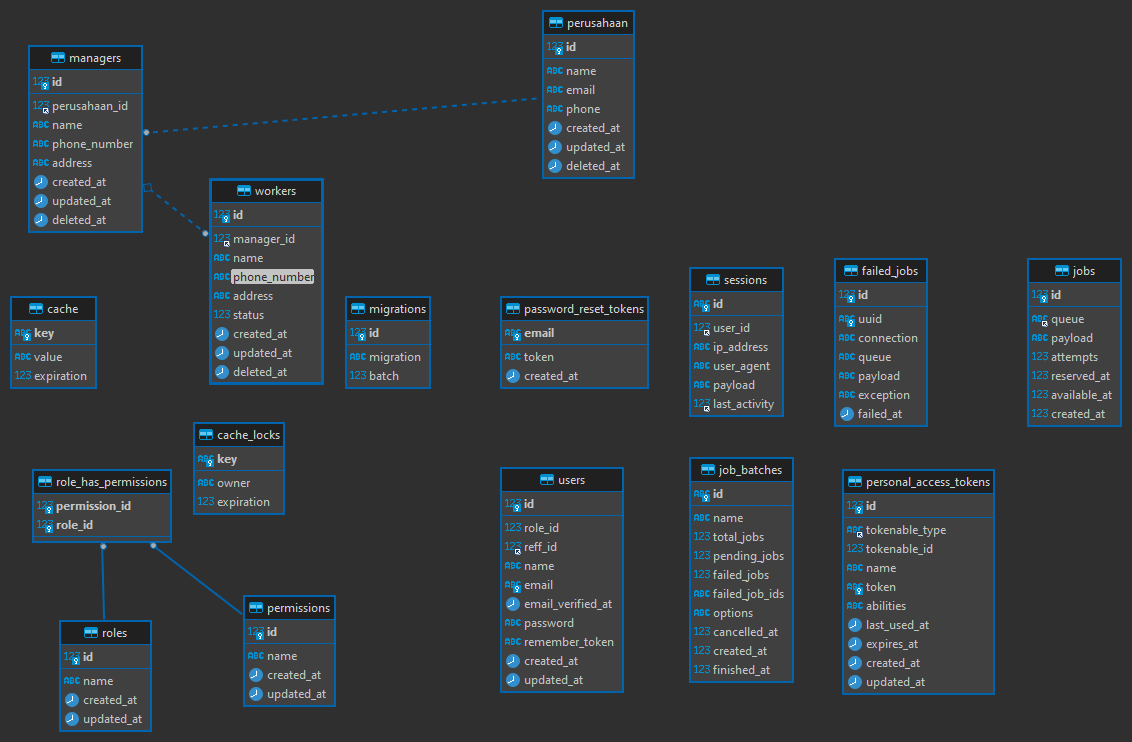 perusahaan
123 id
ABC name
ABC email
ABC phone
created_at
updated_at
deleted_at
managers
123 id
123 perusahaan_id
ABC name
ABC phone_number
ABC address
created_at
updated_at
deleted_at
workers
123 id
123 manager_id
ABC name
ABC phone_number
ABC address
123 status
created_at
updated_at
deleted_at
cache
ABC key
ABC value
123 expiration
migrations
123 id
ABC migration
123 batch
password_reset_tokens
ABC email
ABC token
created_at
sessions
ABC id
123 user_id
ABC ip_address
ABC user_agent
ABC payload
123 last_activity
failed_jobs
123 id
ABC uuid
ABC connection
ABC queue
ABC payload
ABC exception
failed_at
jobs
123 id
ABC queue
ABC payload
123 attempts
123 reserved_at
123 available_at
123 created_at
cache_locks
ABC key
ABC owner
123 expiration
role_has_permissions
123 permission_id
123 role_id
users
123 id
123 role_id
123 reff_id
ABC name
ABC email
email_verified_at
ABC password
ABC remember_token
created_at
updated_at
job_batches
ABC id
ABC name
123 total_jobs
123 pending_jobs
123 failed_jobs
ABC failed_job_ids
ABC options
123 cancelled_at
123 created_at
123 finished_at
personal_access_tokens
123 id
ABC tokenable_type
123 tokenable_id
ABC name
ABC token
ABC abilities
last_used_at
expires_at
created_at
updated_at
roles
123 id
ABC name
created_at
updated_at
permissions
123 id
ABC name
created_at
updated_at